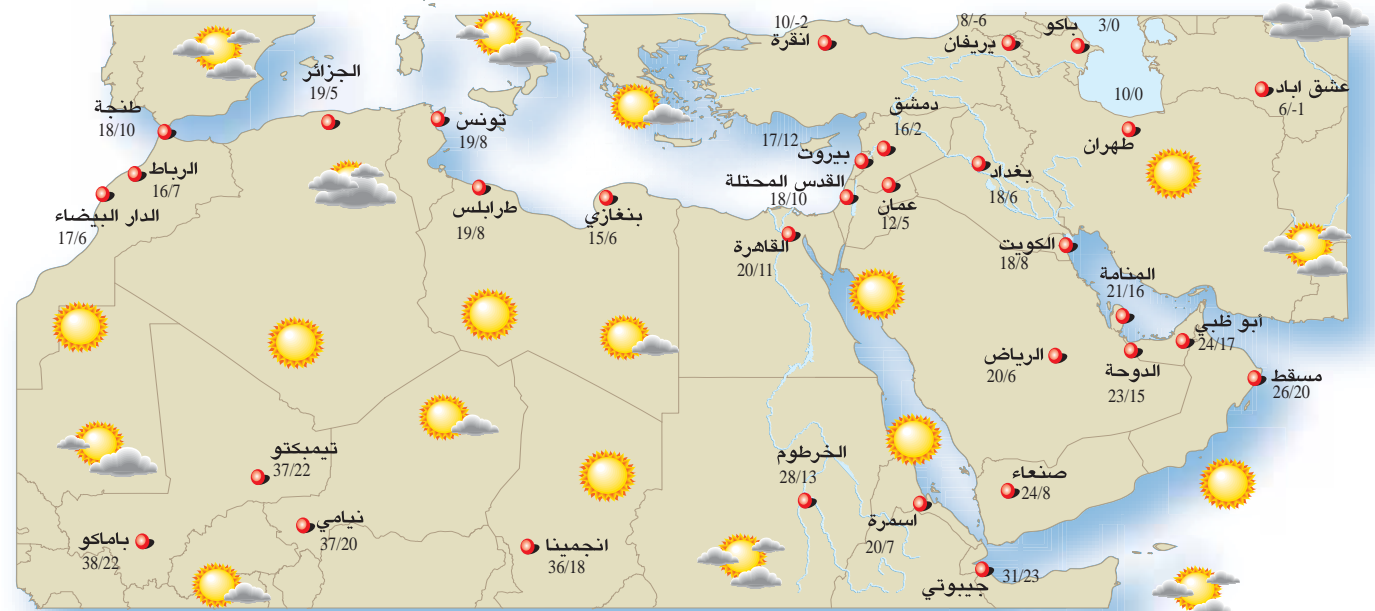 10/-2
انقرة
8/-6
يريفان
باكو
3/0
عشق اباد
6/-1
10/0
طهران
الجزائر
19/5
طنجة
18/10
تونس
19/8
دمشق
16/2
17/12
بيروت
بغداد
18/6
الرباط
16/7
القدس المحتلة
18/10
عمان
12/5
الدار البيضاء
17/6
طرابلس
19/8
بنغازي
15/6
القاهرة
20/11
الكويت
18/8
المنامة
21/16
أبو ظبي
24/17
الرياض
20/6
الدوحة
23/15
مسقط
26/20
تيمبكتو
37/22
الخرطوم
28/13
صنعاء
24/8
نيامي
37/20
باماكو
38/22
انجمينا
36/18
اسمرة
20/7
31/23
جيبوتي